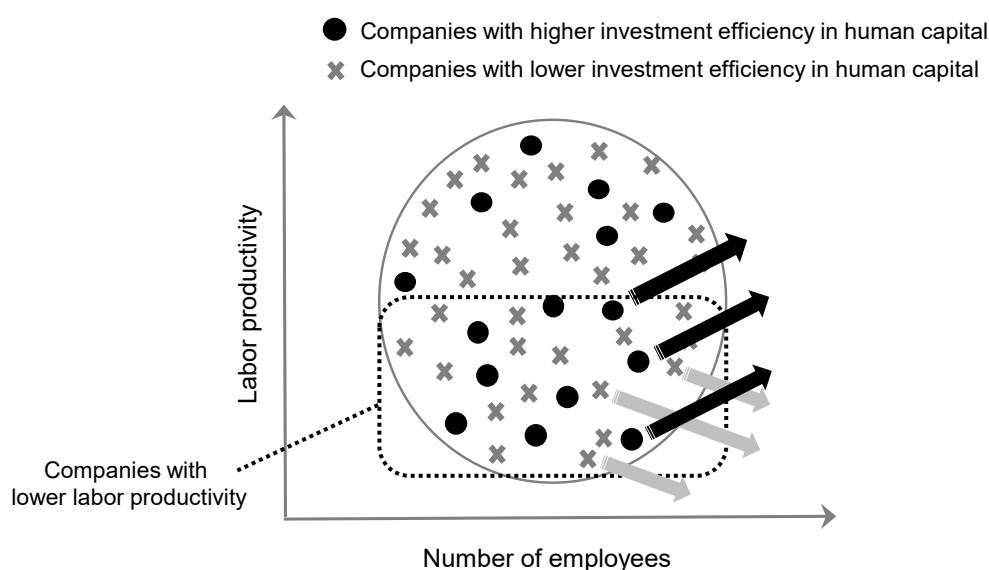 Companies with higher investment efficiency in human capital
Companies with lower investment efficiency in human capital
Labor productivity
Companies with
lower labor productivity
Number of employees